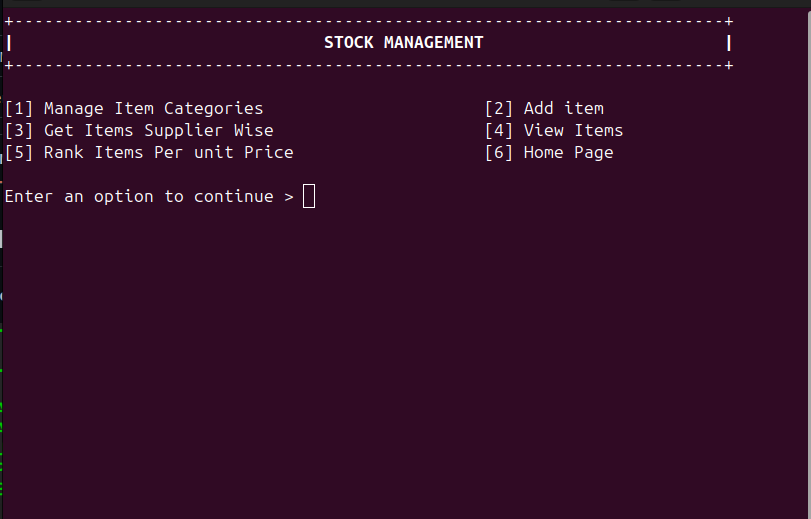 +-----------------------------------------------------------------------+
|                               STOCK MANAGEMENT                        |
+-----------------------------------------------------------------------+
[1] Manage Item Categories                      [2] Add item
[3] Get Items Supplier Wise                     [4] View Items
[5] Rank Items Per unit Price                   [6] Home Page
Enter an option to continue >